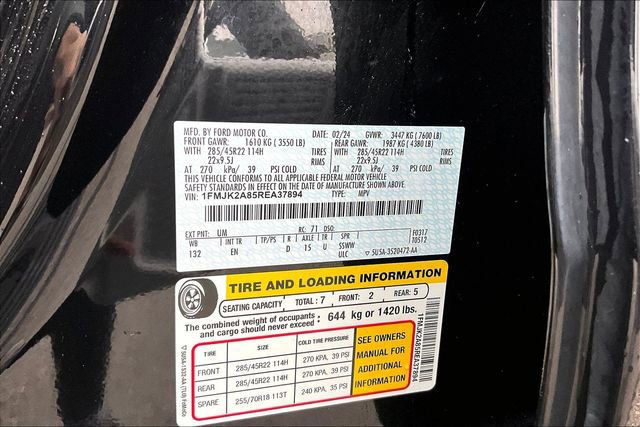 MFD. BY FORD MOTOR CO. 02/24 GVWR: 3447 KG ( 7600 LB)
FRONT GAWR: 1610 KG ( 3550 LB) REAR GAWR: 1987 KG ( 4380 LB)
WITH 285/45R22 114H TIRES WITH 285/45R22 114H TIRES
22x9.5J RIMS 22x9.5J RIMS
AT 270 kPa/ 39 PSI COLD AT 270 kPa/ 39 PSI COLD
THIS VEHICLE CONFORMS TO ALL APPLICABLE FEDERAL MOTOR VEHICLE
SAFETY STANDARDS IN EFFECT ON THE DATE OF MANUFACTURE SHOWN ABOVE.
VIN: 1FMJK2A85REA37894 TYPE: MPV
EXT PNT: UM RC: 71 DSO: F0317
WB INT TR TP/PS R AXLE TR SPR 10512
132 EN D 15 U SSWW
ULC 5U5A-3520472-AA
TIRE AND LOADING INFORMATION
SEATING CAPACITY TOTAL: 7 FRONT: 2 REAR: 5
The combined weight of occupants and cargo should never exceed : 644 kg or 1420 lbs.
TIRE SIZE COLD TIRE PRESSURE
FRONT 285/45R22 114H 270 KPA, 39 PSI
REAR 285/45R22 114H 270 KPA, 39 PSI
SPARE 255/70R18 113T 240 KPA, 35 PSI
SEE OWNERS
MANUAL FOR
ADDITIONAL
INFORMATION
1FMJK2A85REA37894